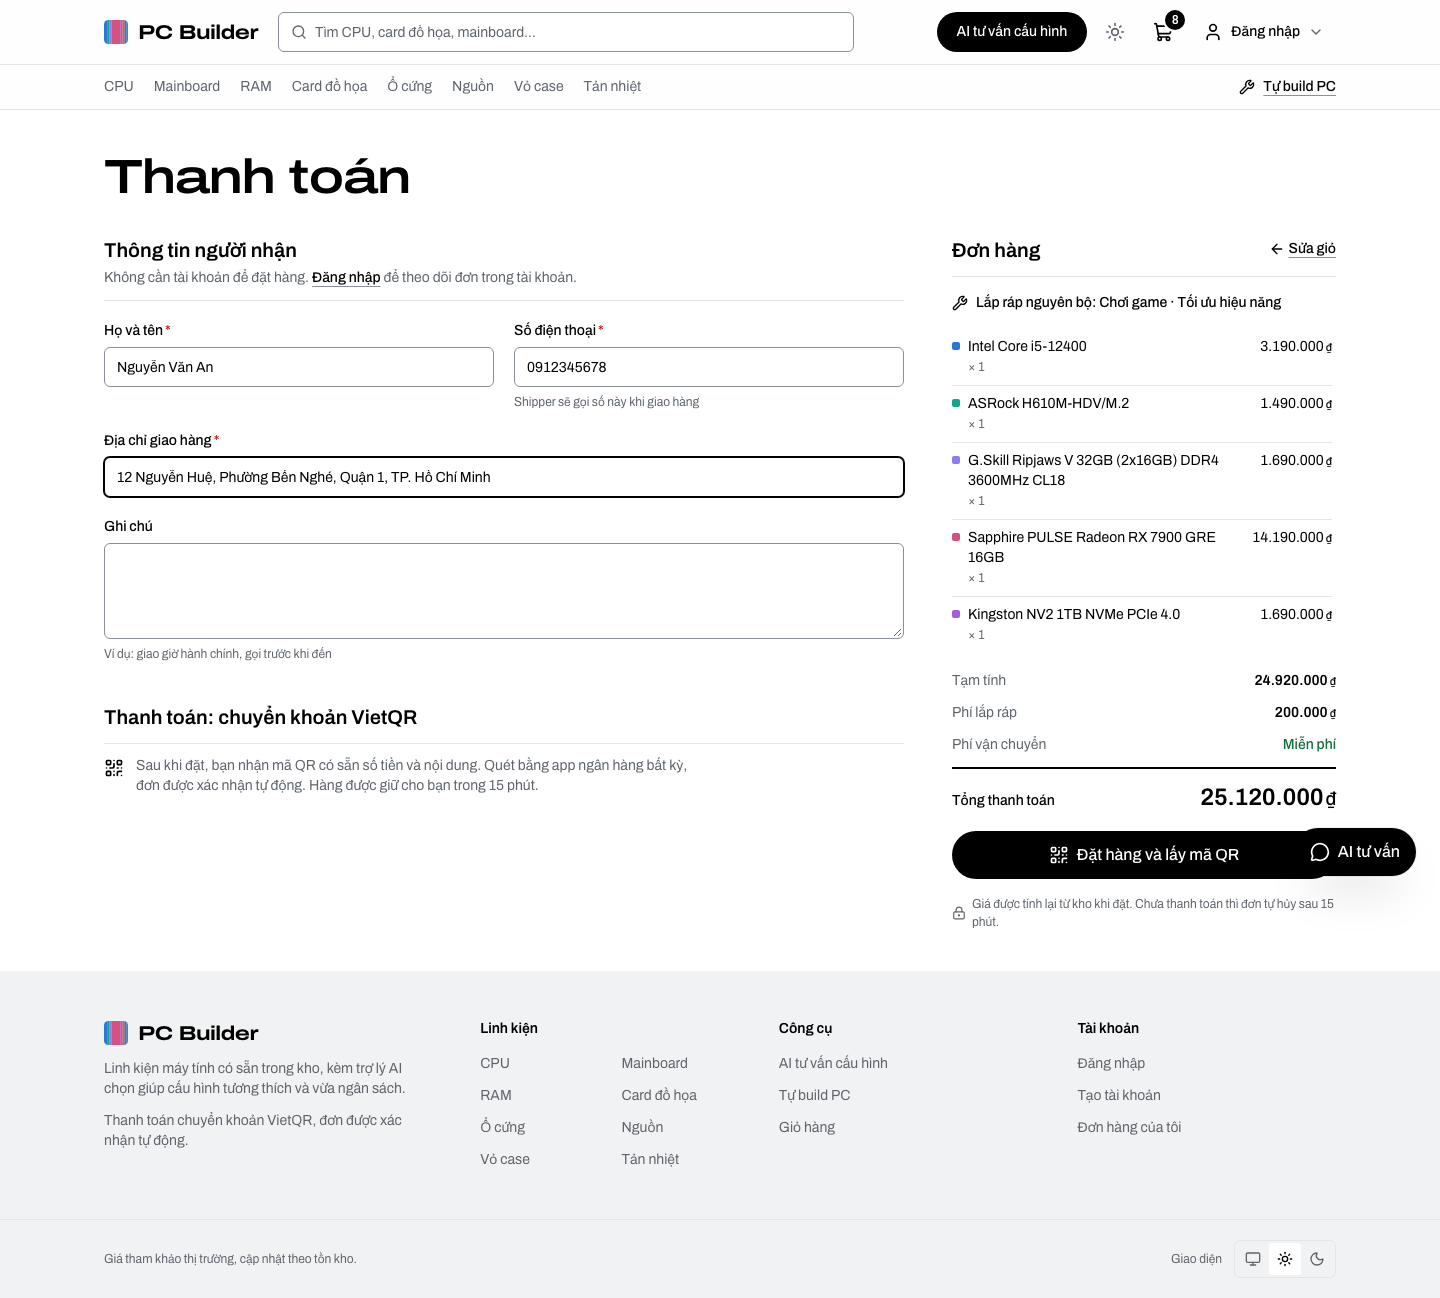 PC Builder
Tìm CPU, card đồ họa, mainboard...
AI tư vấn cấu hình
8
Đăng nhập
CPU
Mainboard
RAM
Card đồ họa
Ổ cứng
Nguồn
Vỏ case
Tản nhiệt
Tự build PC
Thanh toán
Thông tin người nhận
Không cần tài khoản để đặt hàng. Đăng nhập để theo dõi đơn trong tài khoản.
Họ và tên *
Nguyễn Văn An
Số điện thoại *
0912345678
Shipper sẽ gọi số này khi giao hàng
Địa chỉ giao hàng *
12 Nguyễn Huệ, Phường Bến Nghé, Quận 1, TP. Hồ Chí Minh
Ghi chú
Ví dụ: giao giờ hành chính, gọi trước khi đến
Thanh toán: chuyển khoản VietQR
Sau khi đặt, bạn nhận mã QR có sẵn số tiền và nội dung. Quét bằng app ngân hàng bất kỳ,
đơn được xác nhận tự động. Hàng được giữ cho bạn trong 15 phút.
Đơn hàng
Sửa giỏ
Lắp ráp nguyên bộ: Chơi game · Tối ưu hiệu năng
Intel Core i5-12400
3.190.000 ₫
× 1
ASRock H610M-HDV/M.2
1.490.000 ₫
× 1
G.Skill Ripjaws V 32GB (2x16GB) DDR4
3600MHz CL18
1.690.000 ₫
× 1
Sapphire PULSE Radeon RX 7900 GRE
16GB
14.190.000 ₫
× 1
Kingston NV2 1TB NVMe PCIe 4.0
1.690.000 ₫
× 1
Tạm tính
24.920.000 ₫
Phí lắp ráp
200.000 ₫
Phí vận chuyển
Miễn phí
Tổng thanh toán
25.120.000 ₫
Đặt hàng và lấy mã QR
AI tư vấn
Giá được tính lại từ kho khi đặt. Chưa thanh toán thì đơn tự hủy sau 15
phút.
PC Builder
Linh kiện máy tính có sẵn trong kho, kèm trợ lý AI
chọn giúp cấu hình tương thích và vừa ngân sách.
Thanh toán chuyển khoản VietQR, đơn được xác
nhận tự động.
Linh kiện
CPU
Mainboard
RAM
Card đồ họa
Ổ cứng
Nguồn
Vỏ case
Tản nhiệt
Công cụ
AI tư vấn cấu hình
Tự build PC
Giỏ hàng
Tài khoản
Đăng nhập
Tạo tài khoản
Đơn hàng của tôi
Giá tham khảo thị trường, cập nhật theo tồn kho.
Giao diện